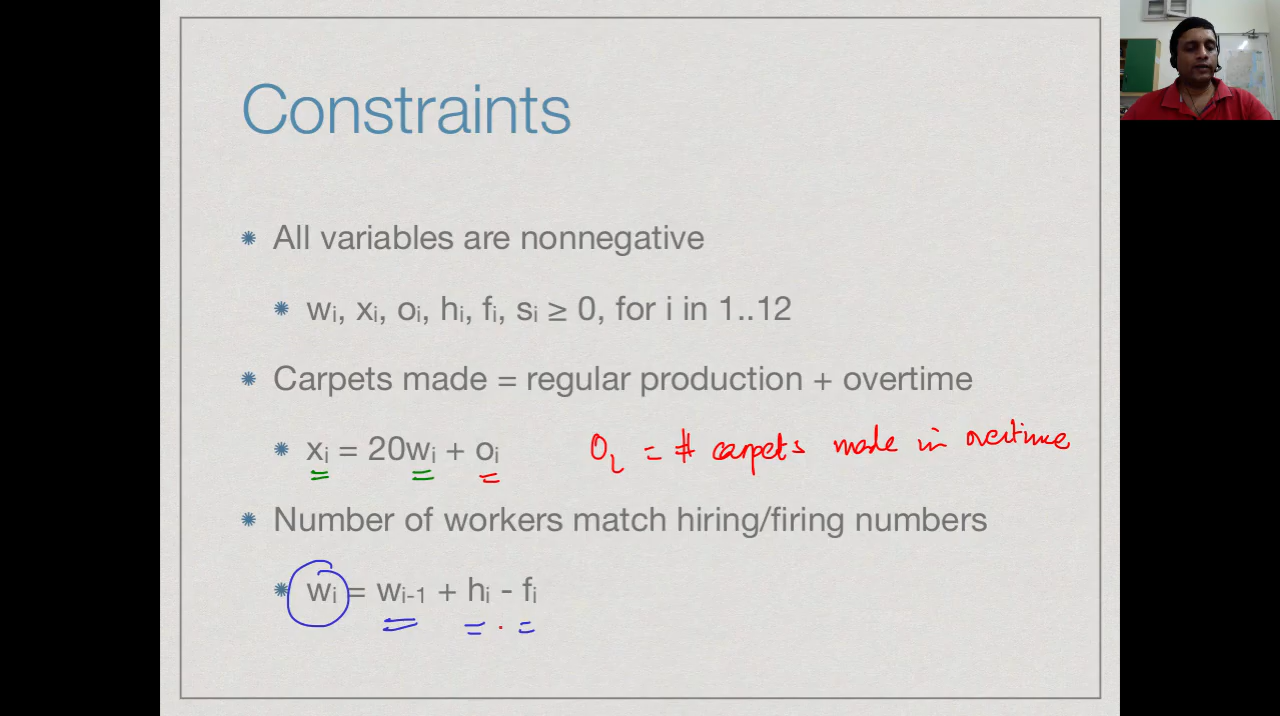 Constraints
All variables are nonnegative
wᵢ, xᵢ, oᵢ, hᵢ, fᵢ, sᵢ ≥ 0, for i in 1..12
Carpets made = regular production + overtime
xᵢ = 20wᵢ + oᵢ Oᵢ = # carpets made in overtime
Number of workers match hiring/firing numbers
wᵢ = wᵢ₋₁ + hᵢ - fᵢ